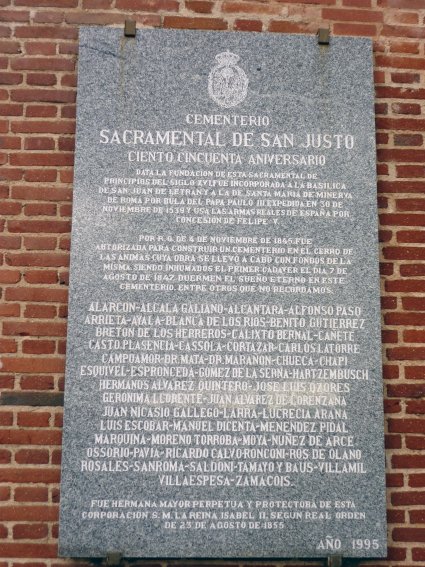 CEMENTERIO
SACRAMENTAL DE SAN JUSTO
CIENTO CINCUENTA ANIVERSARIO
DATA LA FUNDACION DE ESTA SACRAMENTAL DE
PRINCIPIOS DEL SIGLO XVI. FUE INCORPORADA A LA BASILICA
DE SAN JUAN DE LETRAN Y A LA DE SANTA MARIA DE MINERVA
DE ROMA POR BULA DEL PAPA PAULO III EXPEDIDA EN 30 DE
NOVIEMBRE DE 1539 Y USA LAS ARMAS REALES DE ESPAÑA POR
CONCESION DE FELIPE V.
POR R.O. DE 4 DE NOVIEMBRE DE 1845, FUE
AUTORIZADA PARA CONSTRUIR UN CEMENTERIO EN EL CERRO DE
LAS ANIMAS CUYA OBRA SE LLEVO A CABO CON FONDOS DE LA
MISMA, SIENDO INHUMADOS EL PRIMER CADAVER EL DIA 7 DE
AGOSTO DE 1847. DUERMEN EL SUEÑO ETERNO EN ESTE
CEMENTERIO, ENTRE OTROS QUE NO RECORDAMOS.
ALARCON-ALCALA GALIANO-ALCANTARA-ALFONSO PASO
ARRIETA-AYALA-BLANCA DE LOS RIOS-BENITO GUTIERREZ
BRETON DE LOS HERREROS-CALIXTO BERNAL-CAÑETE
CASTO PLASENCIA-CASSOLA-CORTAZAR-CARLOS LATORRE
CAMPOAMOR-DR. MATA-DR. MARAÑON-CHUECA-CHAPI
ESQUIVEL-ESPRONCEDA-GOMEZ DE LA SERNA-HARTZEMBUSCH
HERMANOS ALVAREZ QUINTERO-JOSE LUIS OZORES
GERONIMA LLORENTE-JUAN ALVAREZ DE LORENZANA
JUAN NICASIO GALLEGO-LARRA-LUCRECIA ARANA
LUIS ESCOBAR-MANUEL DICENTA-MENENDEZ PIDAL
MARQUINA-MORENO TORROBA-MOYA-NUÑEZ DE ARCE
OSSORIO-PAVIA-RICARDO CALVO-RONCONI-ROS DE OLANO
ROSALES-SANROMA-SALDONI-TAMAYO Y BAUS-VILLAMIL
VILLAESPESA-ZAMACOIS.
FUE HERMANA MAYOR PERPETUA Y PROTECTORA DE ESTA
CORPORACION S.M. LA REINA ISABEL II, SEGUN REAL ORDEN
DE 23 DE AGOSTO DE 1855
AÑO 1995